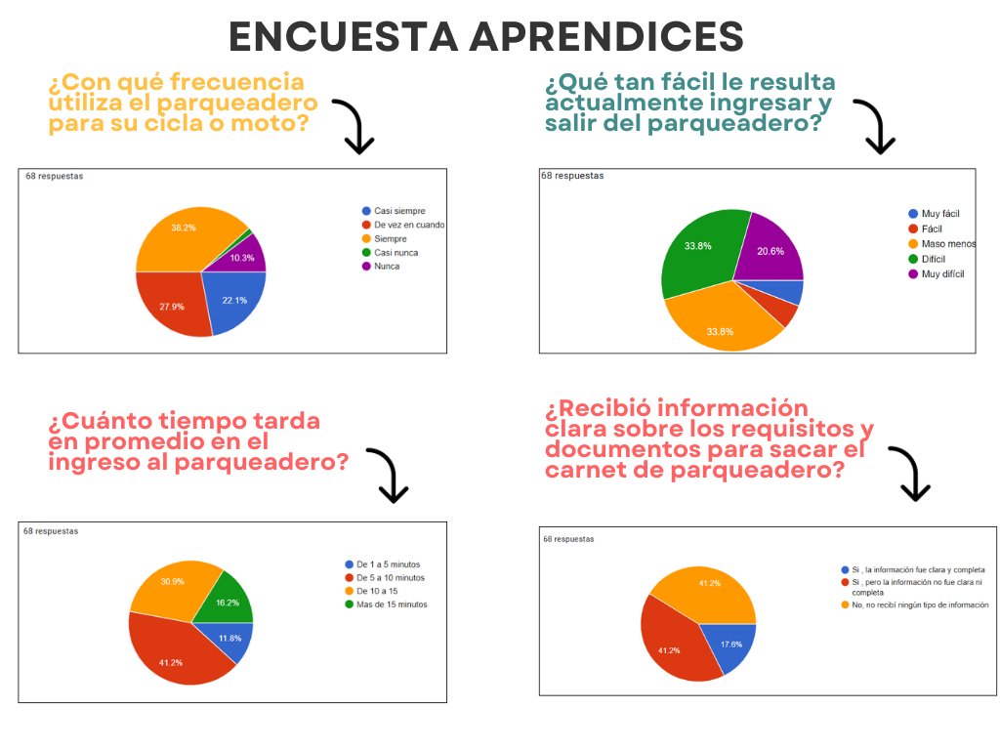 ENCUESTA APRENDICES
¿Con qué frecuencia
utiliza el parqueadero
para su cicla o moto?
68 respuestas
38.2%
10.3%
27.9%
22.1%
Casi siempre
De vez en cuando
Siempre
Casi nunca
Nunca
¿Qué tan fácil le resulta
actualmente ingresar y
salir del parqueadero?
68 respuestas
33.8%
20.6%
33.8%
Muy fácil
Fácil
Maso menos
Difícil
Muy difícil
¿Cuánto tiempo tarda
en promedio en el
ingreso al parqueadero?
68 respuestas
30.9%
16.2%
11.8%
41.2%
De 1 a 5 minutos
De 5 a 10 minutos
De 10 a 15
Mas de 15 minutos
¿Recibió información
clara sobre los requisitos y
documentos para sacar el
carnet de parqueadero?
68 respuestas
41.2%
17.6%
41.2%
Si , la información fue clara y completa
Si , pero la información no fue clara ni
completa
No, no recibí ningún tipo de información